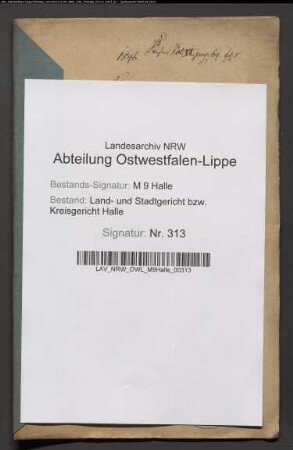 Landesarchiv NRW
Abteilung Ostwestfalen-Lippe
Bestands-Signatur: M 9 Halle
Bestand: Land- und Stadtgericht bzw.
Kreisgericht Halle
Signatur: Nr. 313
LAV_NRW_OWL_M9Halle_00313